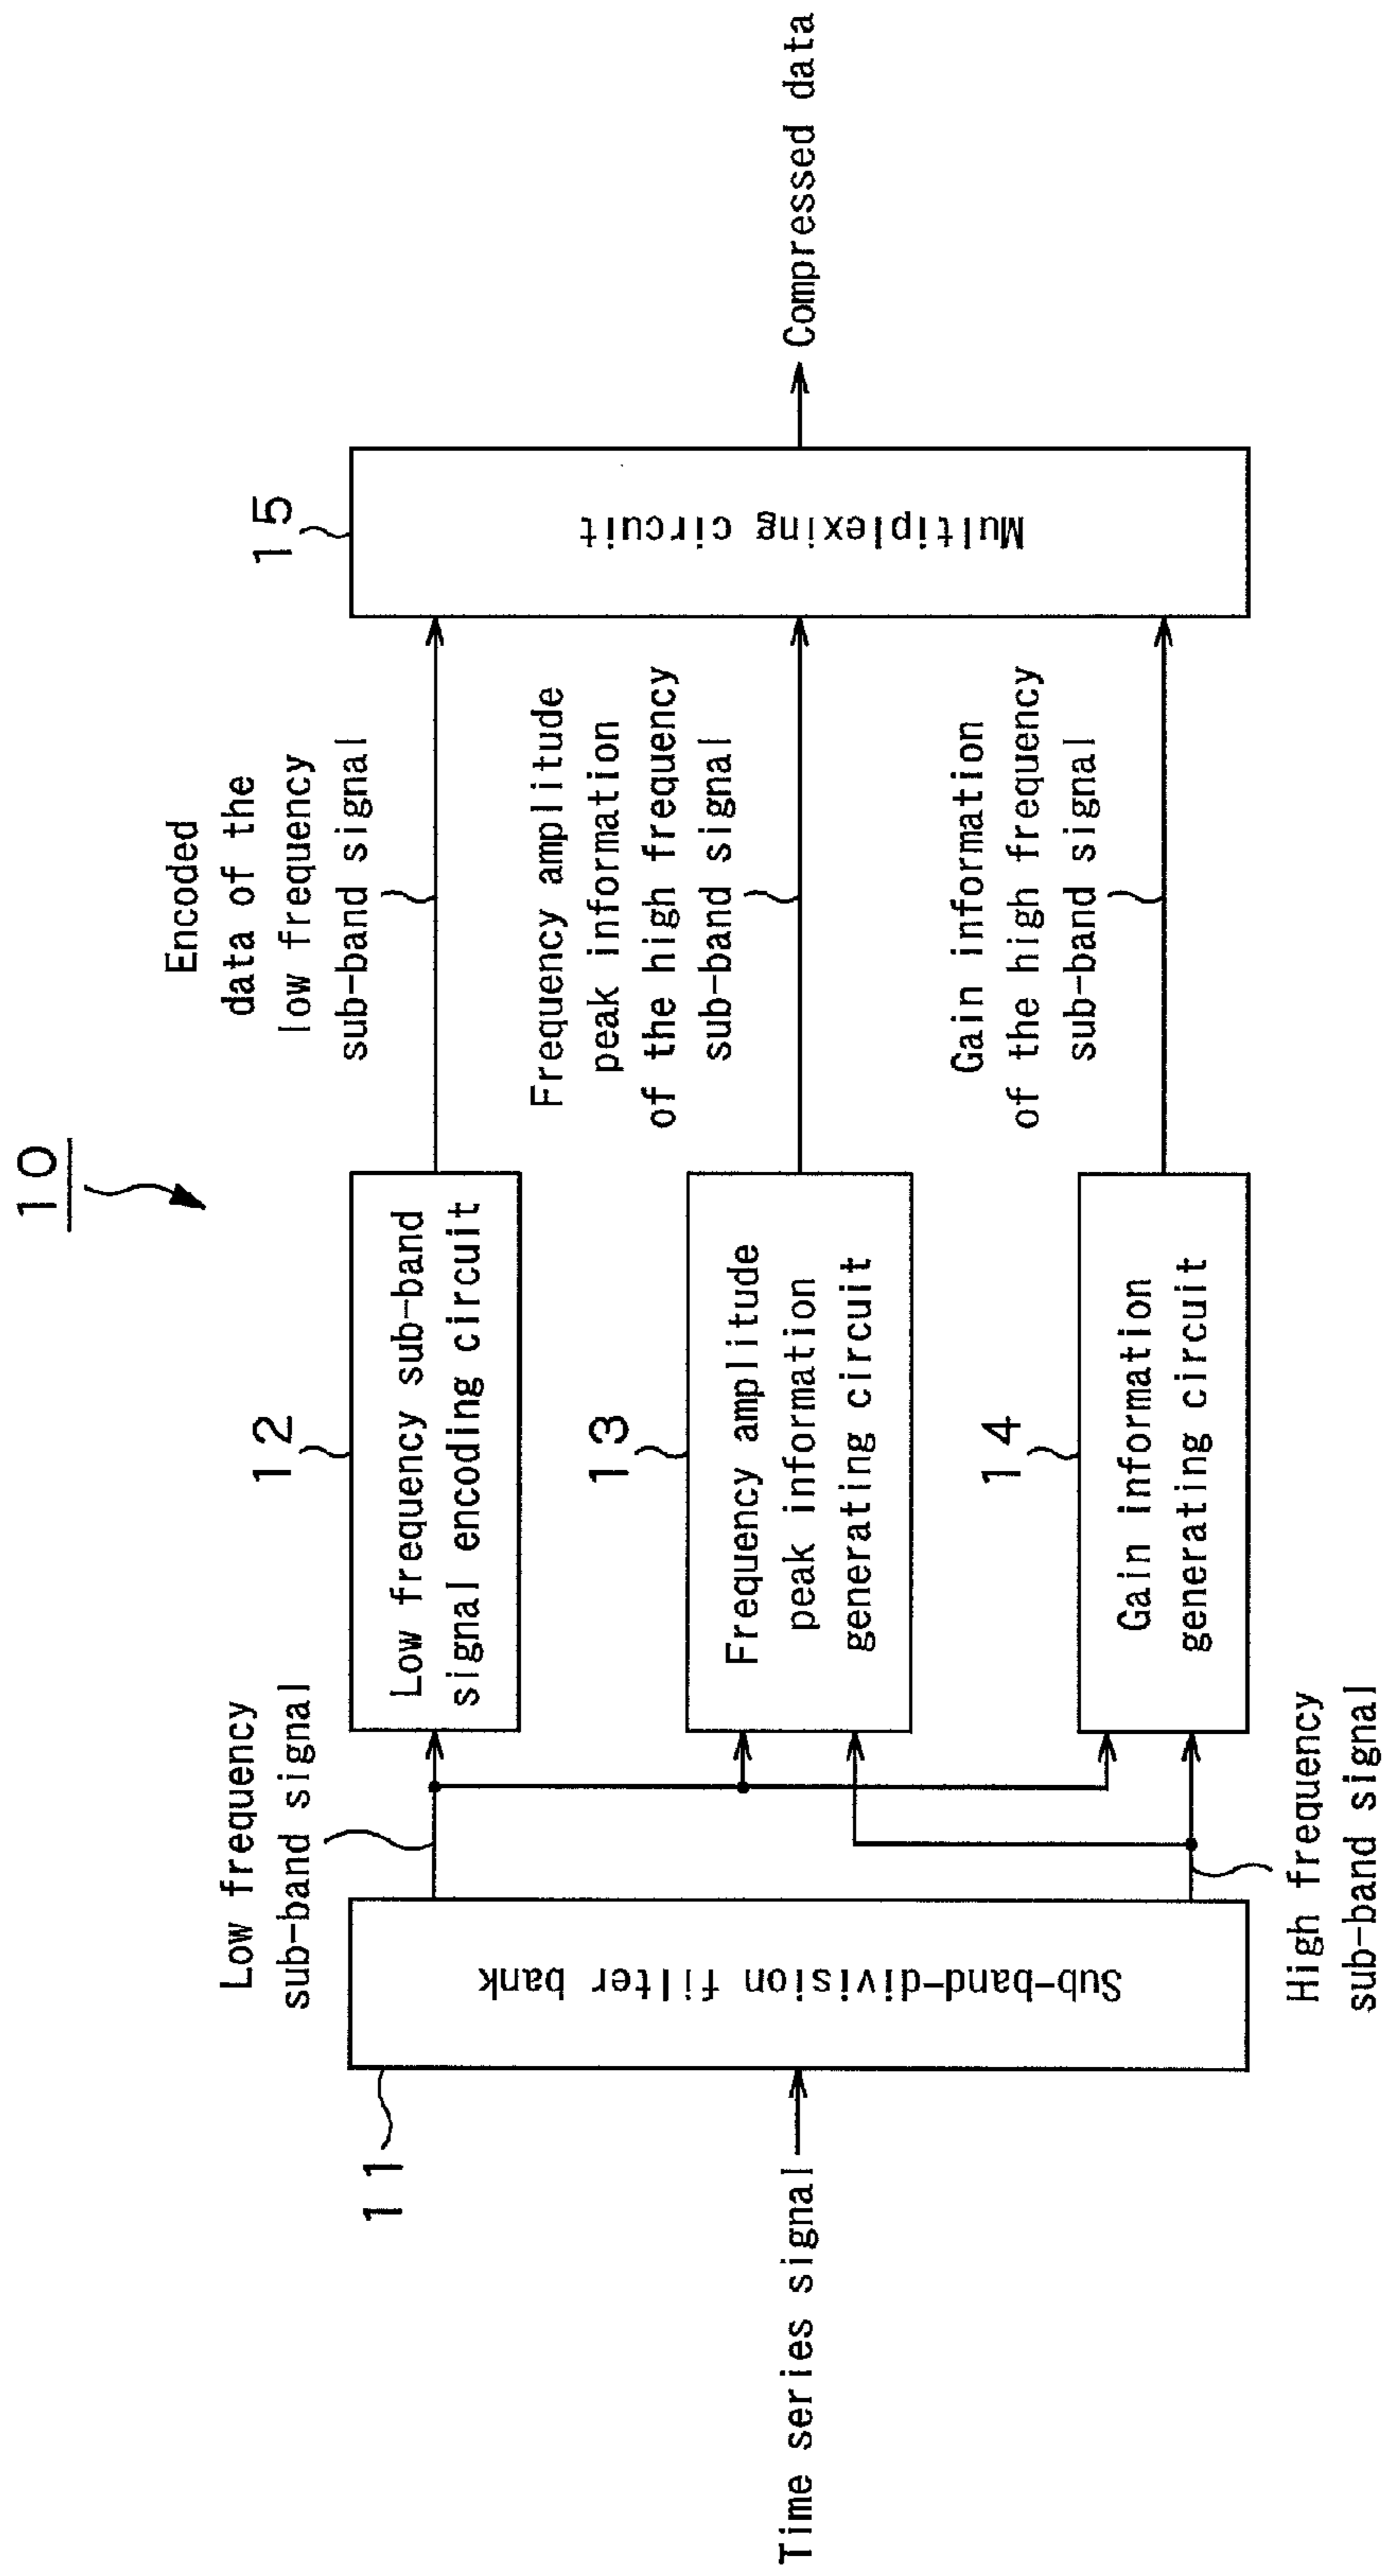 10
Time series signal
11
Sub-band-division filter bank
Low frequency
sub-band signal
High frequency
sub-band signal
12
Low frequency sub-band
signal encoding circuit
13
Frequency amplitude
peak information
generating circuit
14
Gain information
generating circuit
Encoded
data of the
low frequency
sub-band signal
Frequency amplitude
peak information
of the high frequency
sub-band signal
Gain information
of the high frequency
sub-band signal
15
Multiplexing circuit
Compressed data